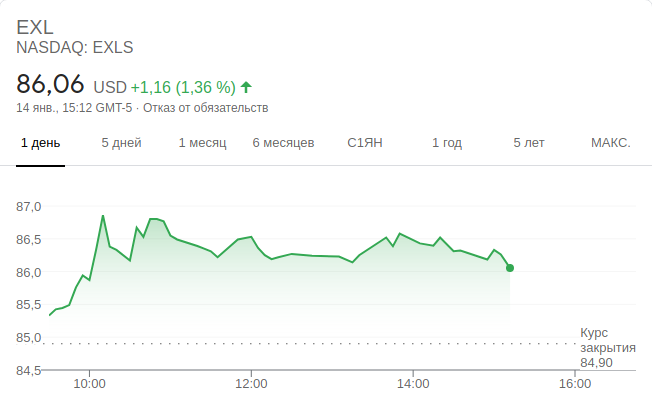 EXL
NASDAQ: EXLS
86,06 USD +1,16 (1,36 %)
14 янв., 15:12 GMT-5 · Отказ от обязательств
1 день 5 дней 1 месяц 6 месяцев С1ЯН 1 год 5 лет МАКС.
87,0
86,5
86,0
85,5
85,0
84,5
Курс
закрытия
84,90
10:00 12:00 14:00 16:00